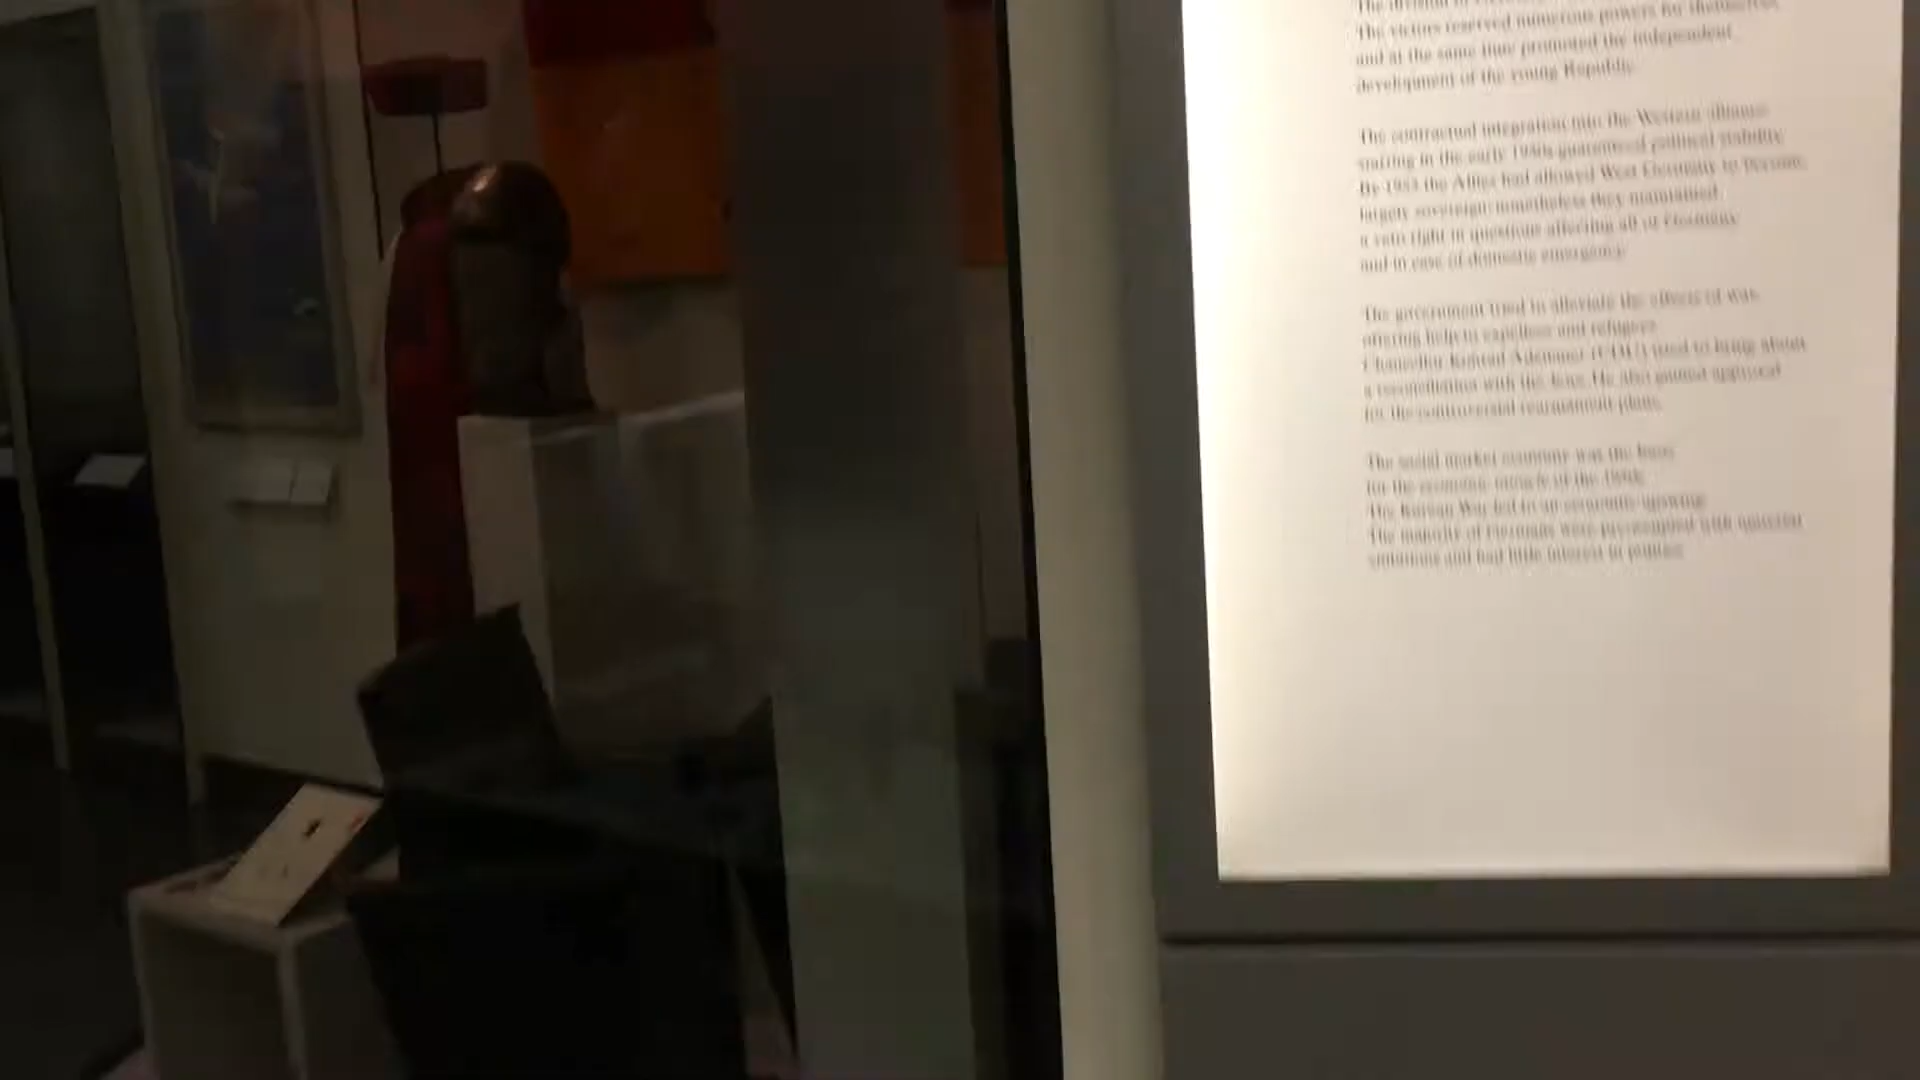 The division of
The victors reserved numerous powers for themselves,
and at the same time promoted the independent
development of the young Republic.
The contractual integration into the Western alliance
starting in the early 1950s guaranteed political stability.
By 1955 the Allies had allowed West Germany to become
largely sovereign nonetheless they maintained
a veto right in questions affecting all of Germany
and in case of domestic emergency.
The government tried to alleviate the effects of war,
offering help to expellees and refugees.
Chancellor Konrad Adenauer (CDU) tried to bring about
a reconciliation with the Jews. He also gained approval
for the controversial rearmament plans.
The social market economy was the basis
for the economic miracle of the 1950s.
The Korean War led to an economic upswing.
The majority of Germans were preoccupied with material
ambitions and had little interest in politics.